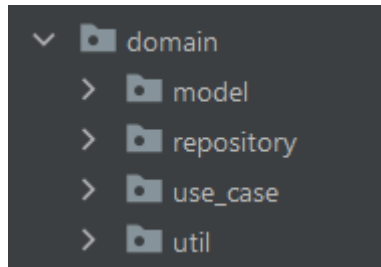 domain
model
repository
use_case
util